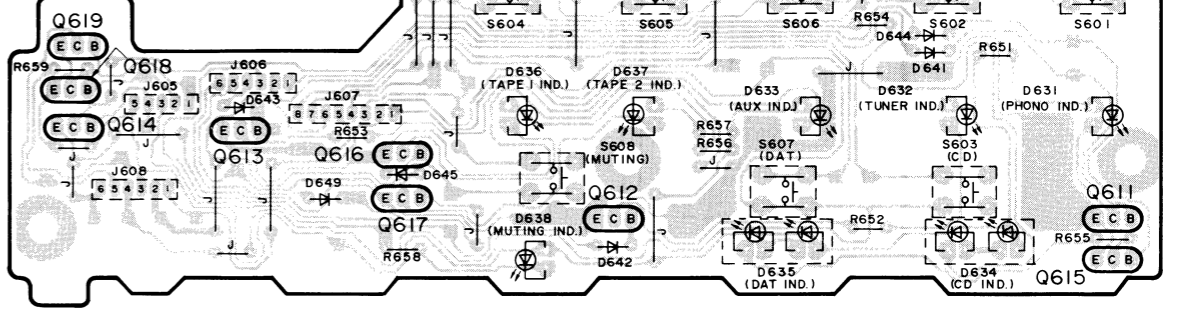 S604 S605 S606 R654 S602 S601
Q619
D644
R651
D641
E C B
R659
Q618
J606
D636 D637
(TAPE 1 IND.) (TAPE 2 IND.)
6 5 4 3 2 1
J
E C B
J605
5 4 3 2 1
D643
J607
8 7 6 5 4 3 2 1
D633 D632 D631
(AUX IND.) (TUNER IND.) (PHONO IND.)
E C B
Q614
E C B
R653
R657
R656
J
J
J
Q613
Q616
E C B
S608
(MUTING)
S607
(DAT)
S603
(CD)
J608
6 5 4 3 2 1
D649
D645
Q612
Q611
E C B
Q617
D638
(MUTING IND.)
E C B
R652
E C B
R655
J
R658
D642
E C B
D635
(DAT IND.)
D634
(CD IND.)
Q615